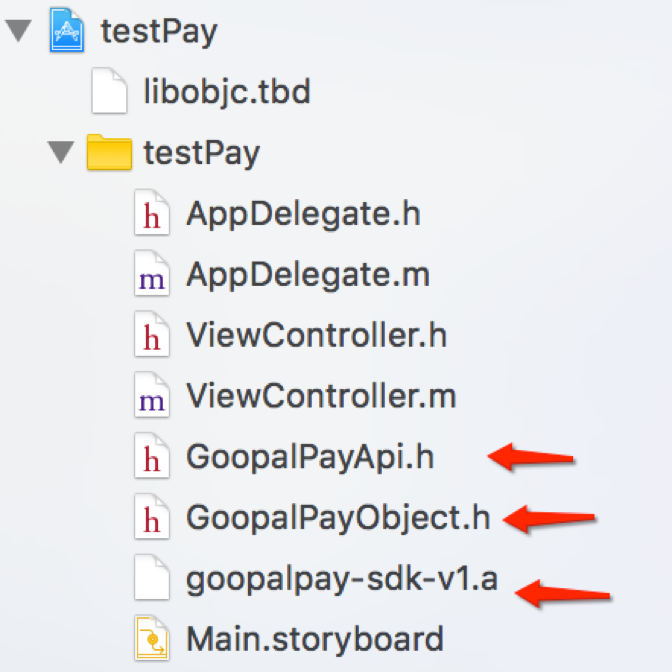 testPay
libobjc.tbd
testPay
h AppDelegate.h
m AppDelegate.m
h ViewController.h
m ViewController.m
h GoopalPayApi.h
h GoopalPayObject.h
goopalpay-sdk-v1.a
Main.storyboard